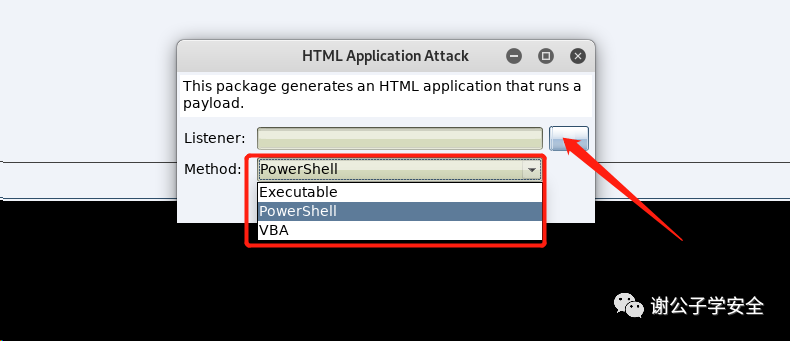 HTML Application Attack
This package generates an HTML application that runs a
payload.
Listener:
...
Method: PowerShell
Executable
PowerShell
VBA
谢公子学安全